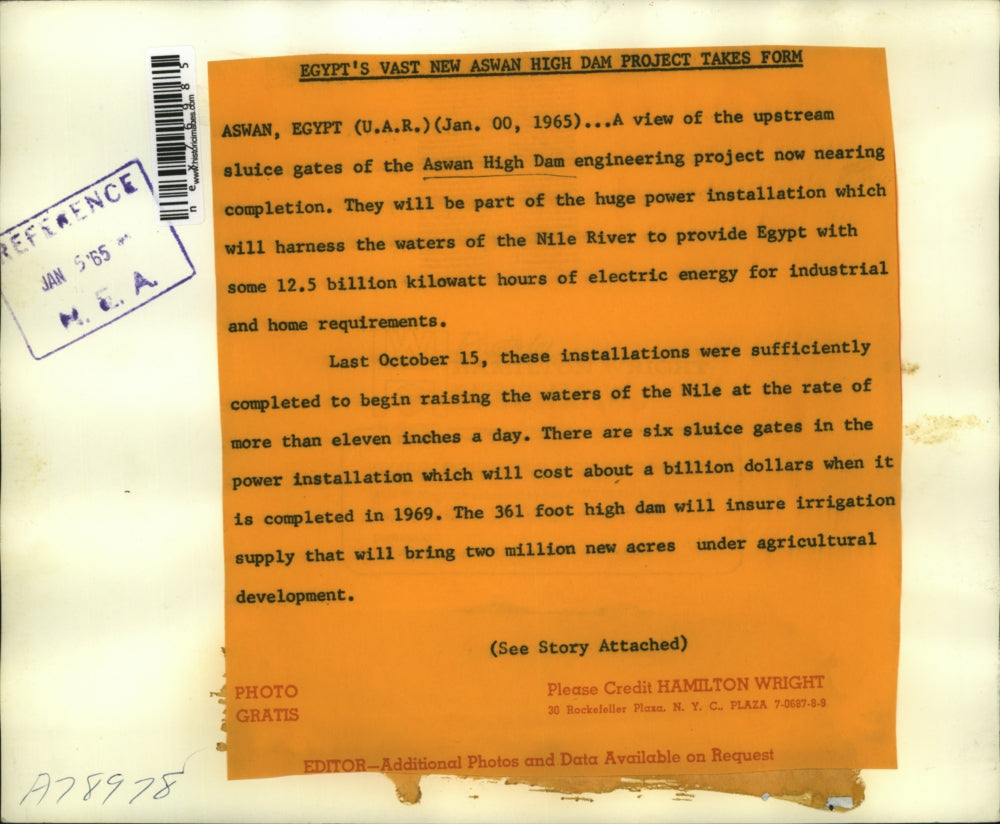 EGYPT'S VAST NEW ASWAN HIGH DAM PROJECT TAKES FORM
ASWAN, EGYPT (U.A.R.)(Jan. 00, 1965)...A view of the upstream
sluice gates of the Aswan High Dam engineering project now nearing
completion. They will be part of the huge power installation which
will harness the waters of the Nile River to provide Egypt with
some 12.5 billion kilowatt hours of electric energy for industrial
and home requirements.
Last October 15, these installations were sufficiently
completed to begin raising the waters of the Nile at the rate of
more than eleven inches a day. There are six sluice gates in the
power installation which will cost about a billion dollars when it
is completed in 1969. The 361 foot high dam will insure irrigation
supply that will bring two million new acres under agricultural
development.
(See Story Attached)
PHOTO
GRATIS
Please Credit HAMILTON WRIGHT
30 Rockefeller Plaza, N. Y. C., PLAZA 7-0687-8-9
EDITOR—Additional Photos and Data Available on Request
REFERENCE
JAN 5 '65
N. E. A.
www.historicimages.com
A78978